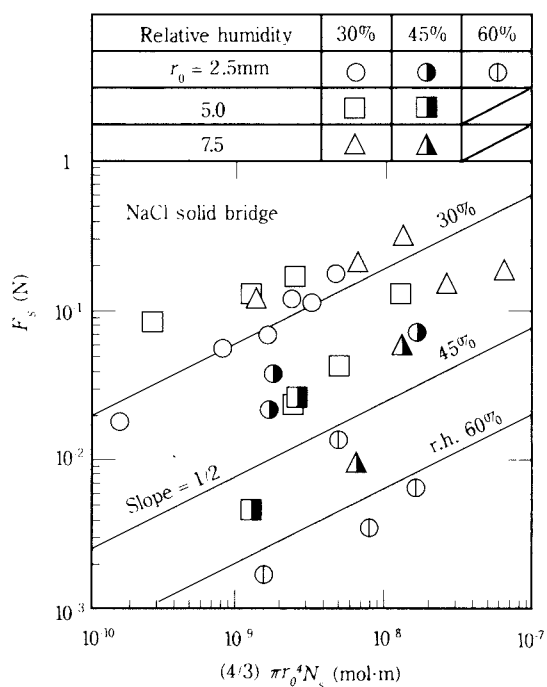 Relative humidity 30% 45% 60%
r₀ = 2.5mm
5.0
7.5
1
NaCl solid bridge
30%
F_s (N)
10⁻¹
45%
10⁻²
r.h. 60%
Slope = 1/2
10⁻³
10⁻¹⁰ 10⁻⁹ 10⁻⁸ 10⁻⁷
(4/3) πr₀⁴N_s (mol·m)